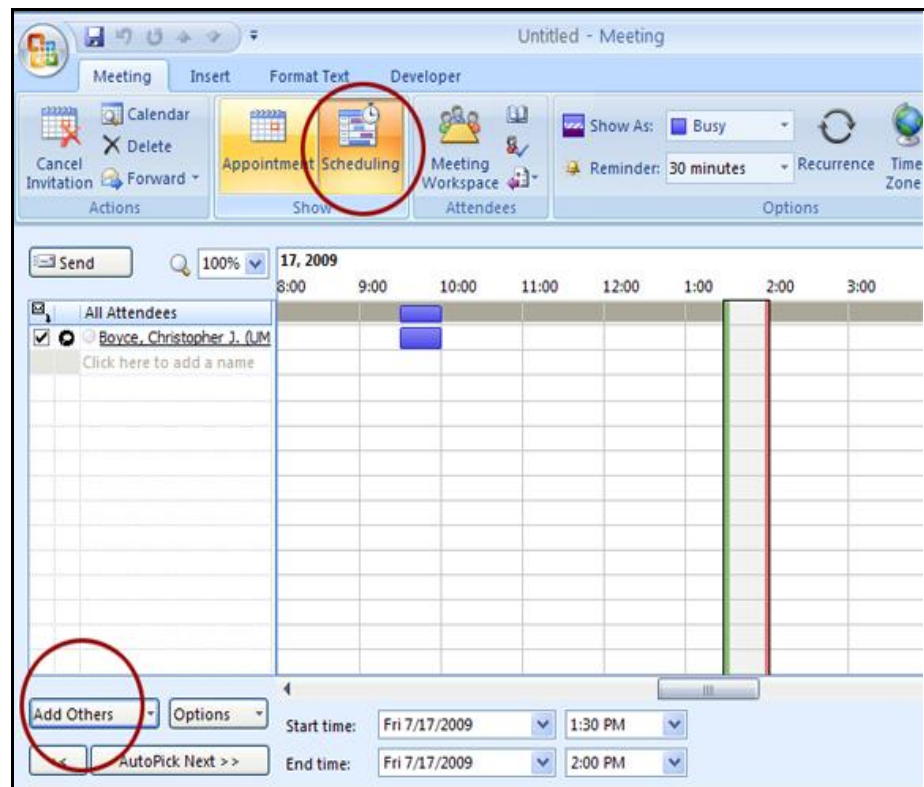 Untitled - Meeting
Meeting Insert Format Text Developer
Calendar
Delete
Forward
Cancel Invitation
Actions
Appointment Scheduling
Show
Meeting Workspace
Attendees
Show As: Busy
Reminder: 30 minutes
Recurrence
Time Zone
Options
Send 100% 17, 2009
8:00 9:00 10:00 11:00 12:00 1:00 2:00 3:00
All Attendees
Boyce, Christopher J. (UM
Click here to add a name
Add Others Options
Start time: Fri 7/17/2009 1:30 PM
<< AutoPick Next >>
End time: Fri 7/17/2009 2:00 PM